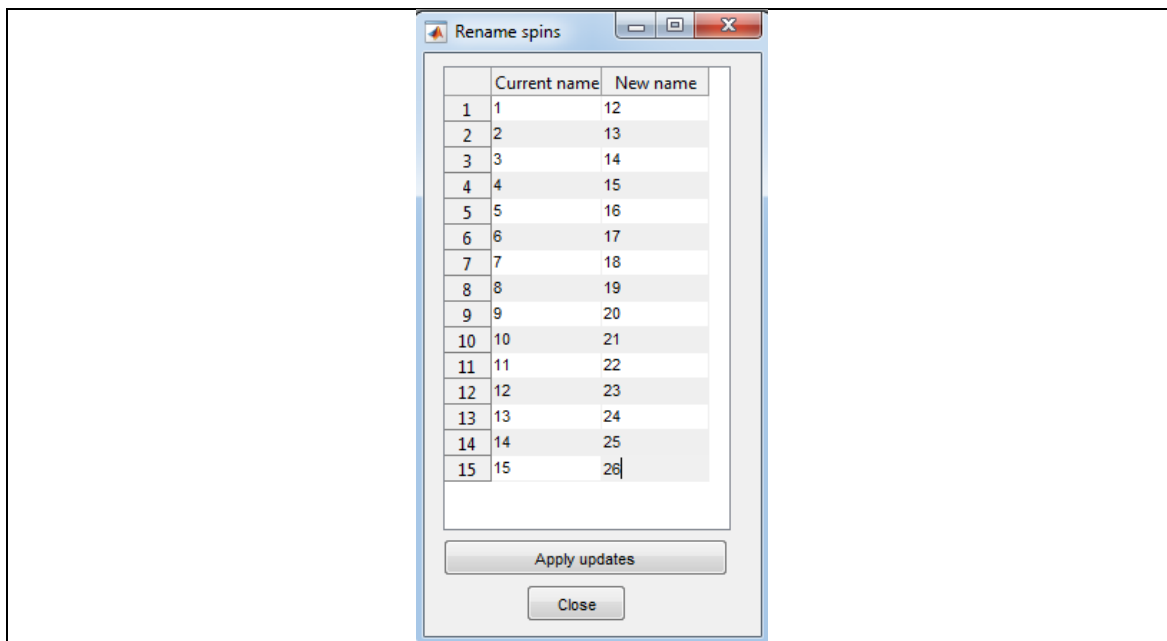 Rename spins
Current name New name
1 1 12
2 2 13
3 3 14
4 4 15
5 5 16
6 6 17
7 7 18
8 8 19
9 9 20
10 10 21
11 11 22
12 12 23
13 13 24
14 14 25
15 15 26
Apply updates
Close